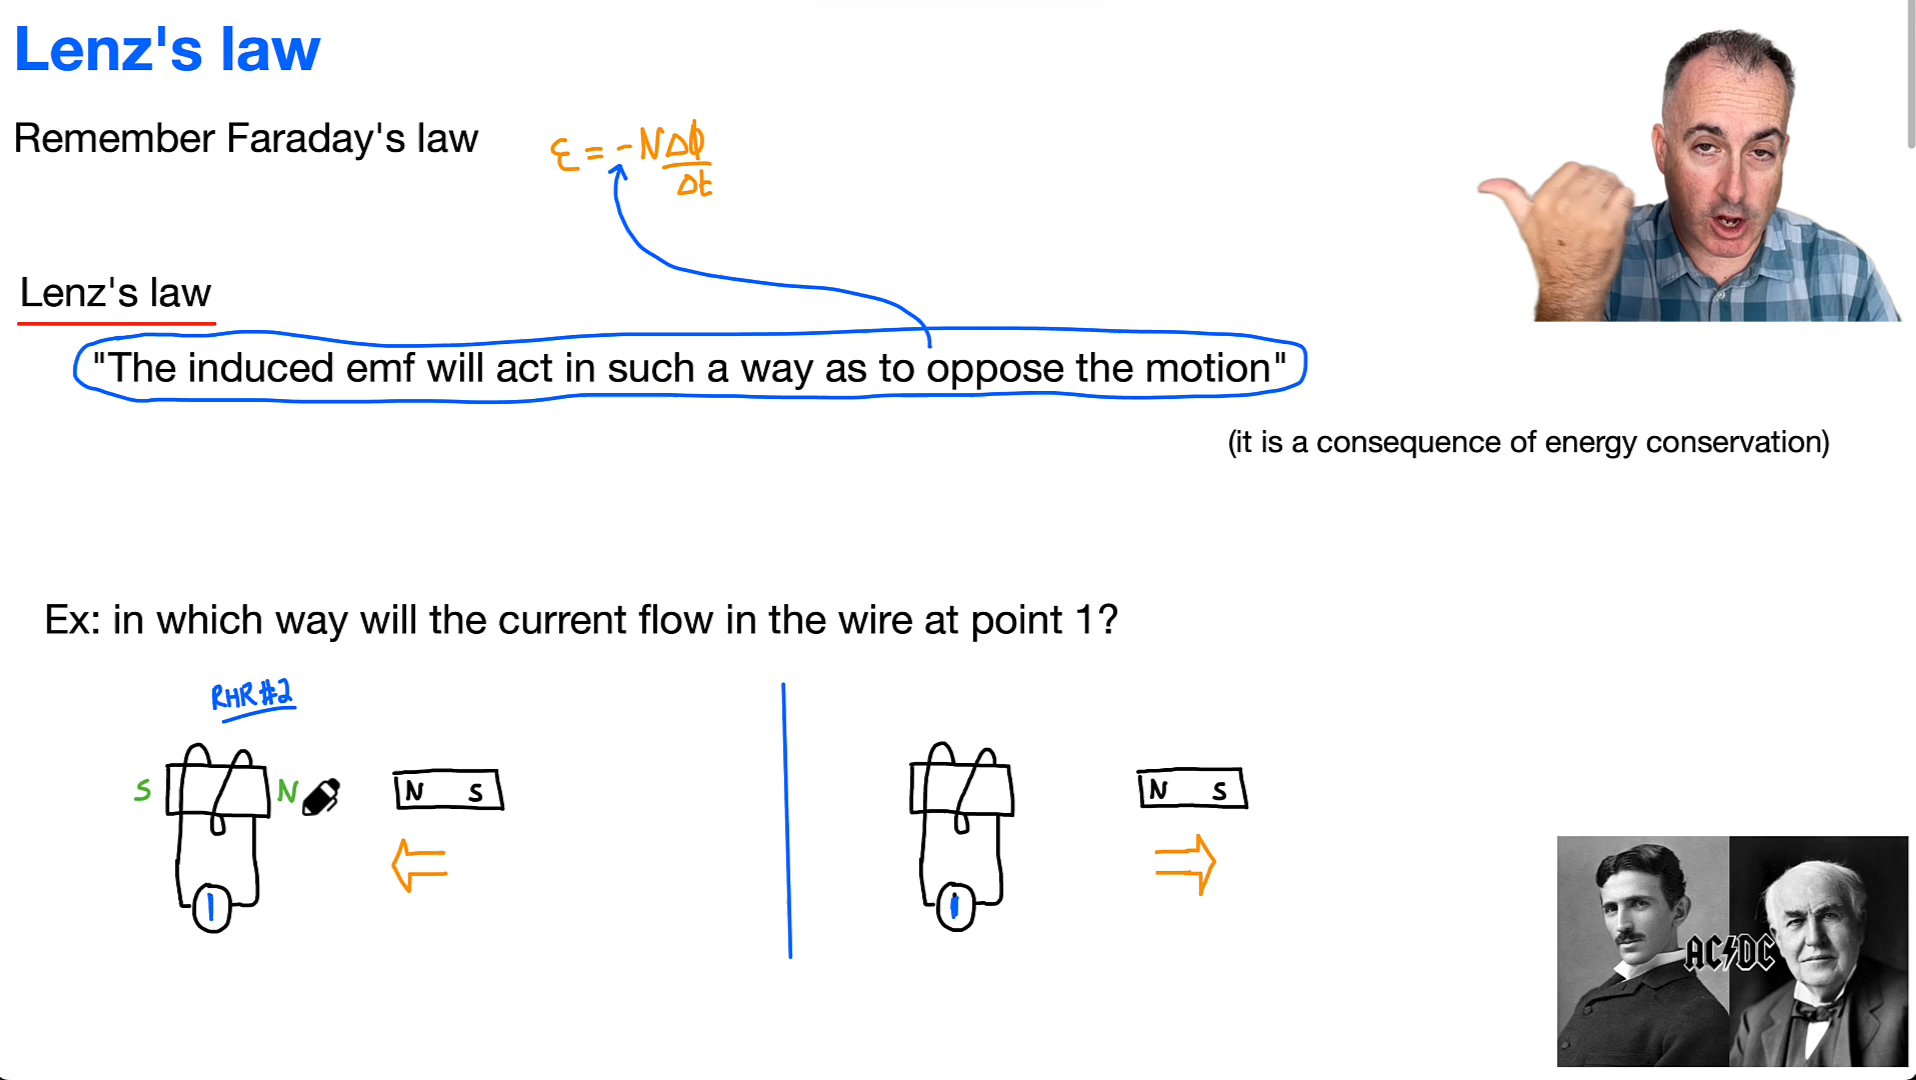 Lenz's law
Remember Faraday's law
ε = -NΔϕ/Δt
Lenz's law
"The induced emf will act in such a way as to oppose the motion"
(it is a consequence of energy conservation)
Ex: in which way will the current flow in the wire at point 1?
RHR #2
S N N S
1
N S
1
AC⚡DC